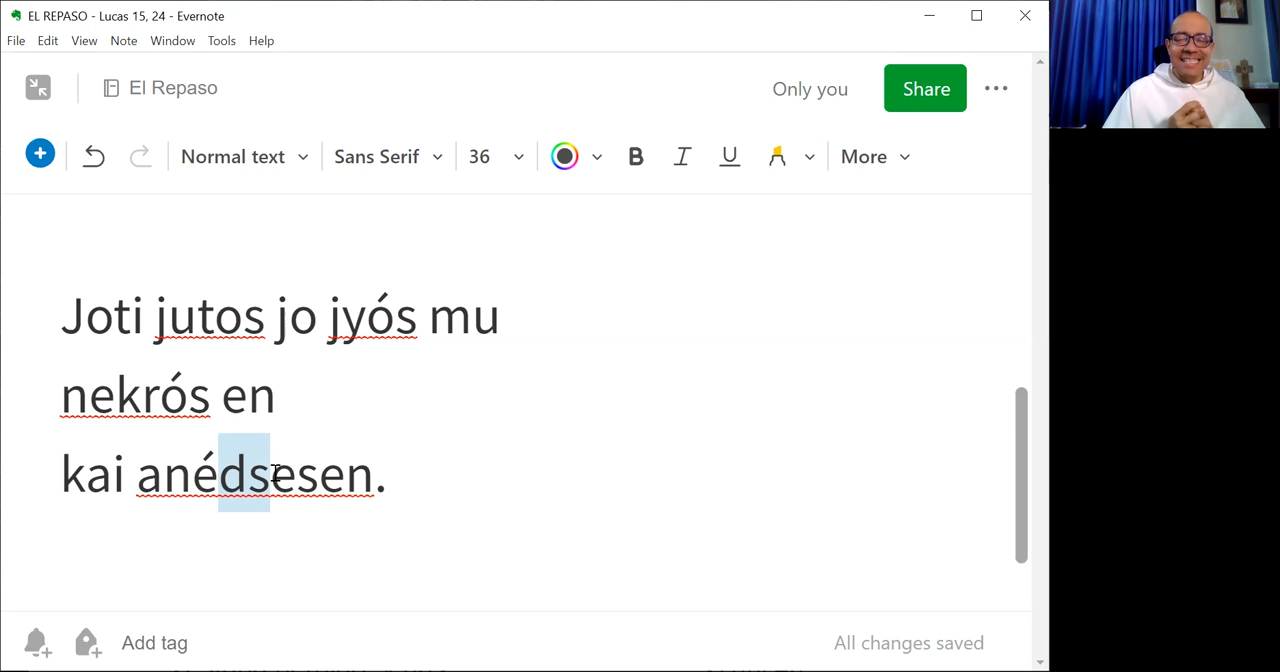 EL REPASO - Lucas 15, 24 - Evernote
File Edit View Note Window Tools Help
El Repaso
Only you
Share
Normal text
Sans Serif
36
B I U
More
Joti jutos jo jyós mu
nekrós en
kai anédsesen.
Add tag
All changes saved